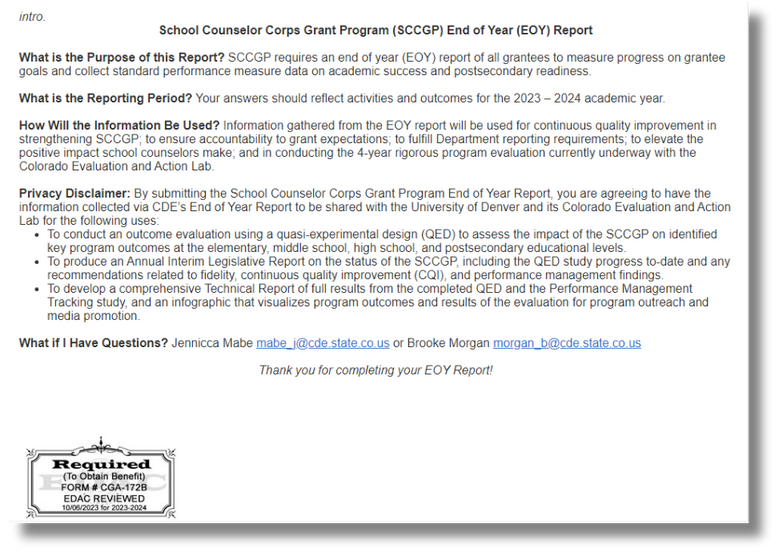 intro.
School Counselor Corps Grant Program (SCCGP) End of Year (EOY) Report
What is the Purpose of this Report? SCCGP requires an end of year (EOY) report of all grantees to measure progress on grantee
goals and collect standard performance measure data on academic success and postsecondary readiness.
What is the Reporting Period? Your answers should reflect activities and outcomes for the 2023 – 2024 academic year.
How Will the Information Be Used? Information gathered from the EOY report will be used for continuous quality improvement in
strengthening SCCGP; to ensure accountability to grant expectations; to fulfill Department reporting requirements; to elevate the
positive impact school counselors make; and in conducting the 4-year rigorous program evaluation currently underway with the
Colorado Evaluation and Action Lab.
Privacy Disclaimer: By submitting the School Counselor Corps Grant Program End of Year Report, you are agreeing to have the
information collected via CDE's End of Year Report to be shared with the University of Denver and its Colorado Evaluation and Action
Lab for the following uses:
• To conduct an outcome evaluation using a quasi-experimental design (QED) to assess the impact of the SCCGP on identified
key program outcomes at the elementary, middle school, high school, and postsecondary educational levels.
• To produce an Annual Interim Legislative Report on the status of the SCCGP, including the QED study progress to-date and any
recommendations related to fidelity, continuous quality improvement (CQI), and performance management findings.
• To develop a comprehensive Technical Report of full results from the completed QED and the Performance Management
Tracking study, and an infographic that visualizes program outcomes and results of the evaluation for program outreach and
media promotion.
What if I Have Questions? Jennicca Mabe mabe_j@cde.state.co.us or Brooke Morgan morgan_b@cde.state.co.us
Thank you for completing your EOY Report!
Required
(To Obtain Benefit)
FORM # CGA-172B
EDAC REVIEWED
10/06/2023 for 2023-2024